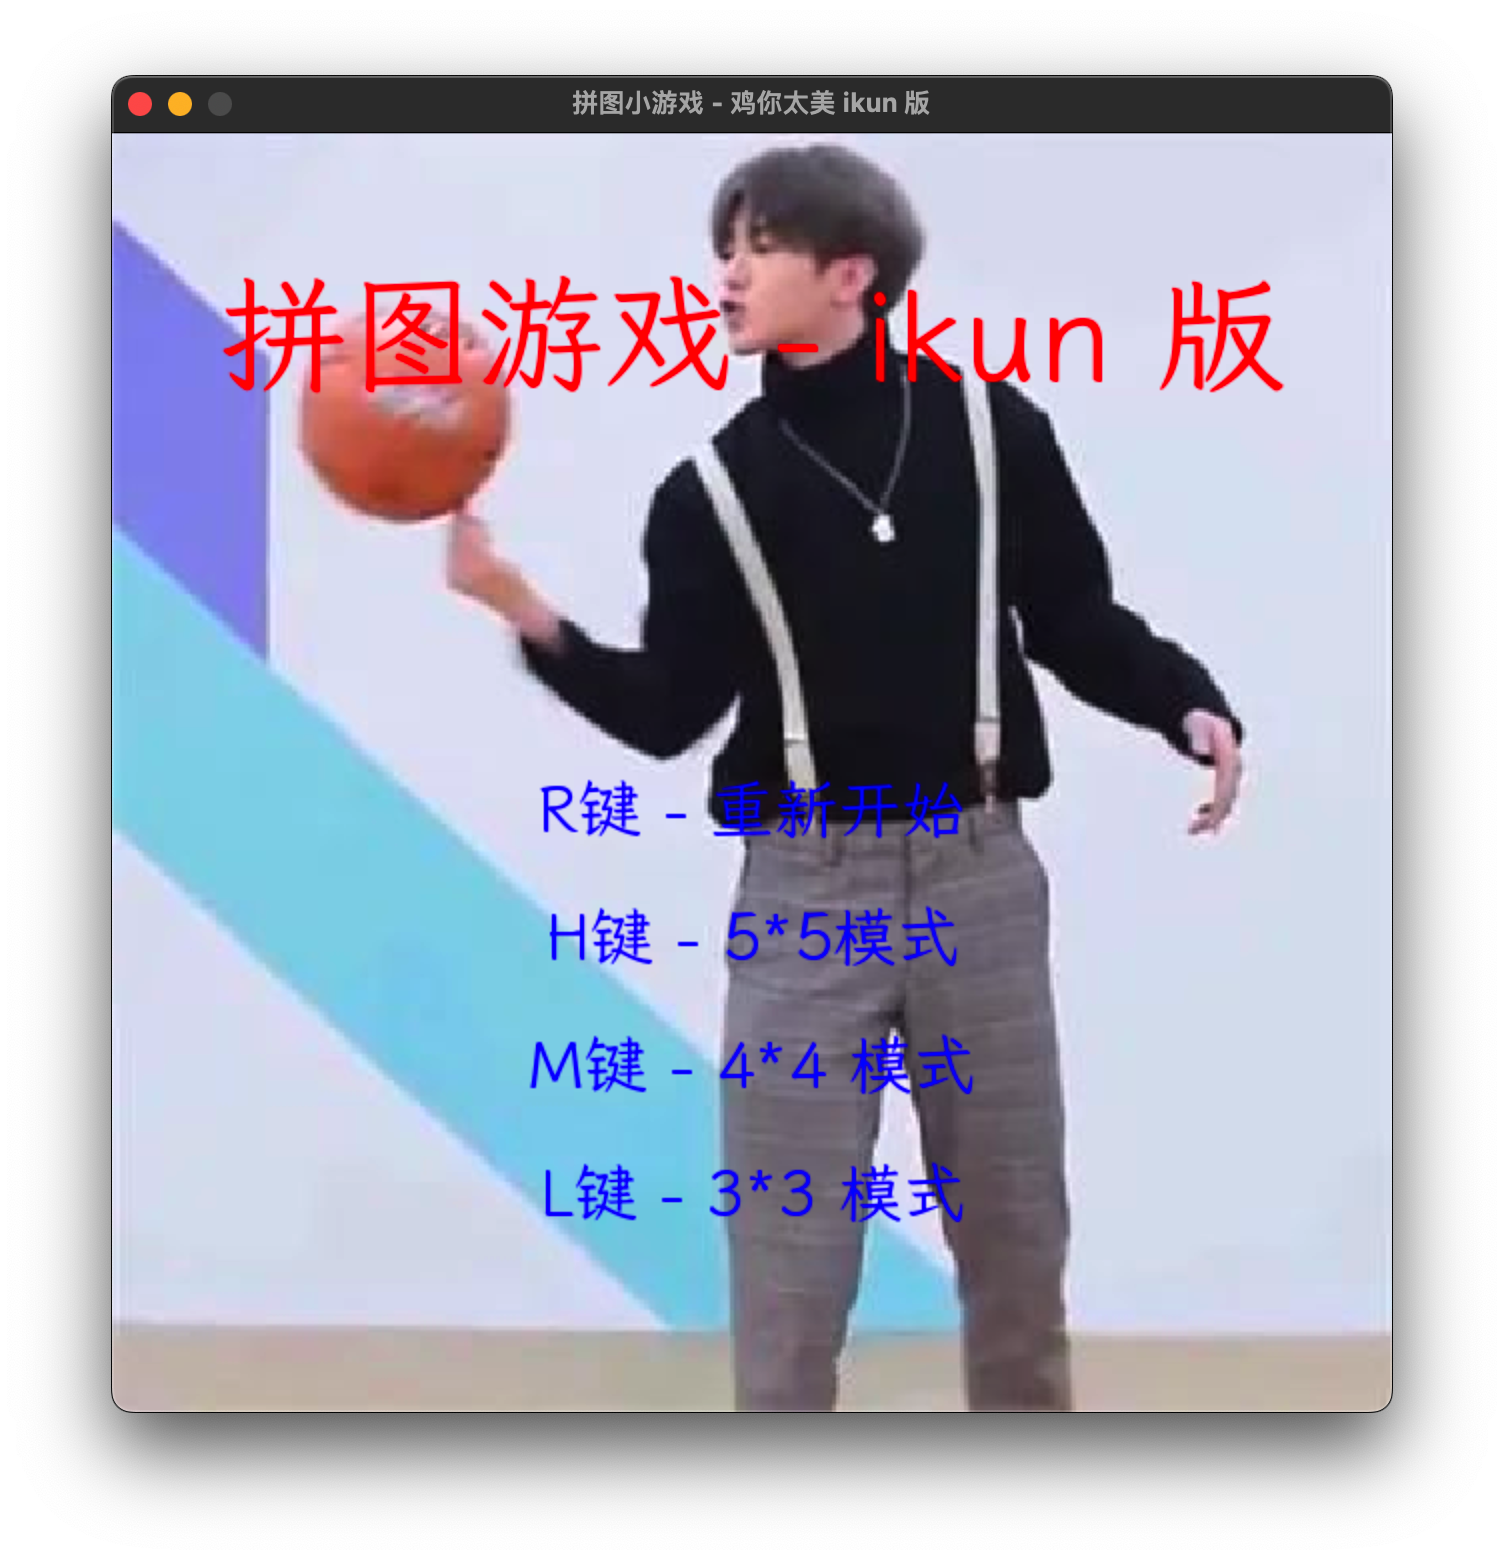 拼图小游戏 - 鸡你太美 ikun 版
拼图游戏 - ikun 版
R键 - 重新开始
H键 - 5*5模式
M键 - 4*4 模式
L键 - 3*3 模式